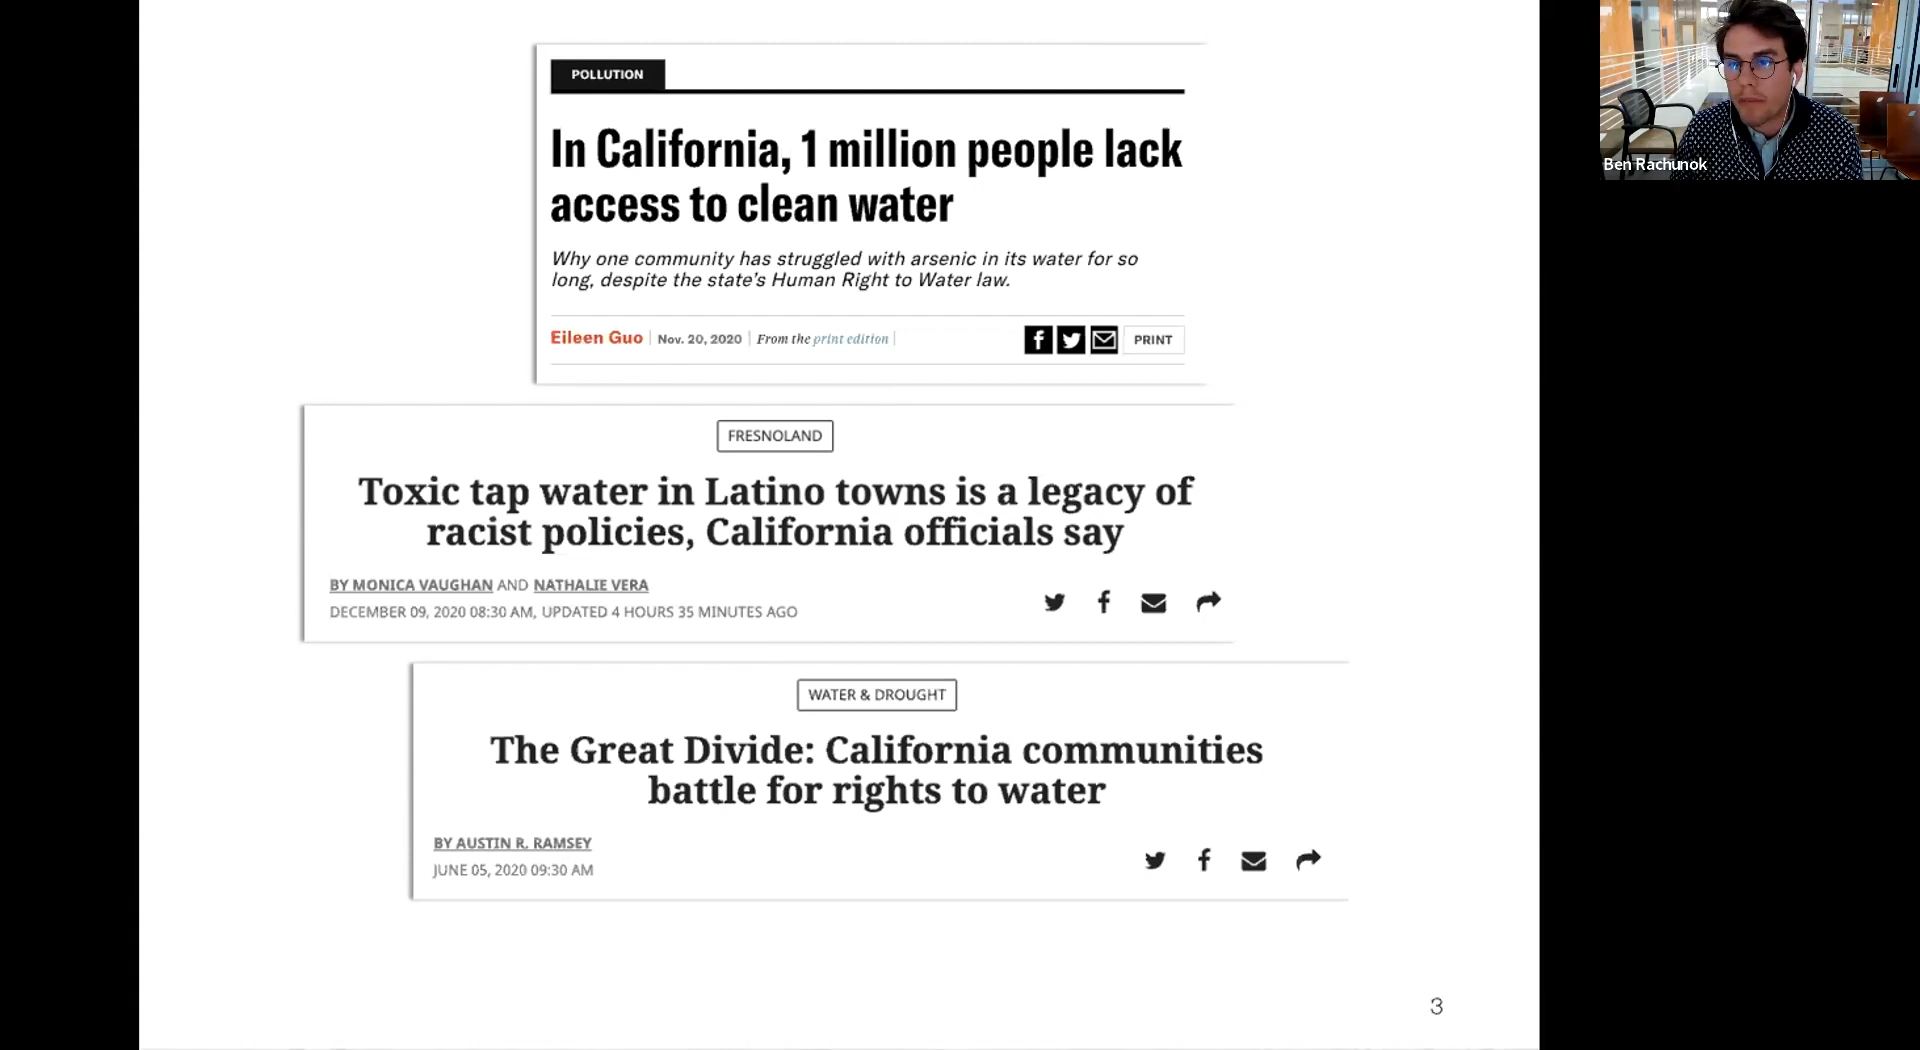 POLLUTION
In California, 1 million people lack
access to clean water
Why one community has struggled with arsenic in its water for so
long, despite the state's Human Right to Water law.
Eileen Guo | Nov. 20, 2020 | From the print edition |
PRINT
FRESNOLAND
Toxic tap water in Latino towns is a legacy of
racist policies, California officials say
BY MONICA VAUGHAN AND NATHALIE VERA
DECEMBER 09, 2020 08:30 AM, UPDATED 4 HOURS 35 MINUTES AGO
WATER & DROUGHT
The Great Divide: California communities
battle for rights to water
BY AUSTIN R. RAMSEY
JUNE 05, 2020 09:30 AM
3
Ben Rachunok